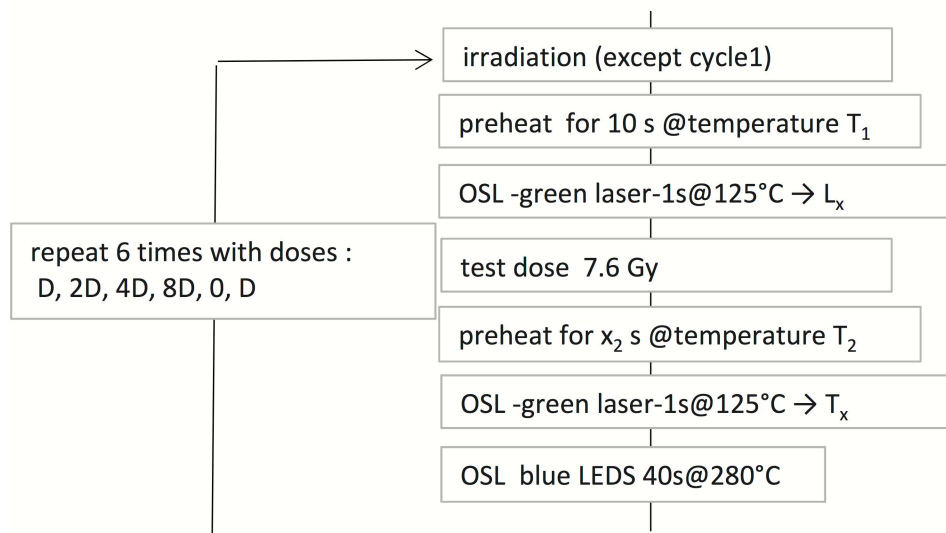 irradiation (except cycle1)
preheat for 10 s @temperature T₁
OSL -green laser-1s@125°C → Lₓ
repeat 6 times with doses :
D, 2D, 4D, 8D, 0, D
test dose 7.6 Gy
preheat for x₂ s @temperature T₂
OSL -green laser-1s@125°C → Tₓ
OSL blue LEDS 40s@280°C